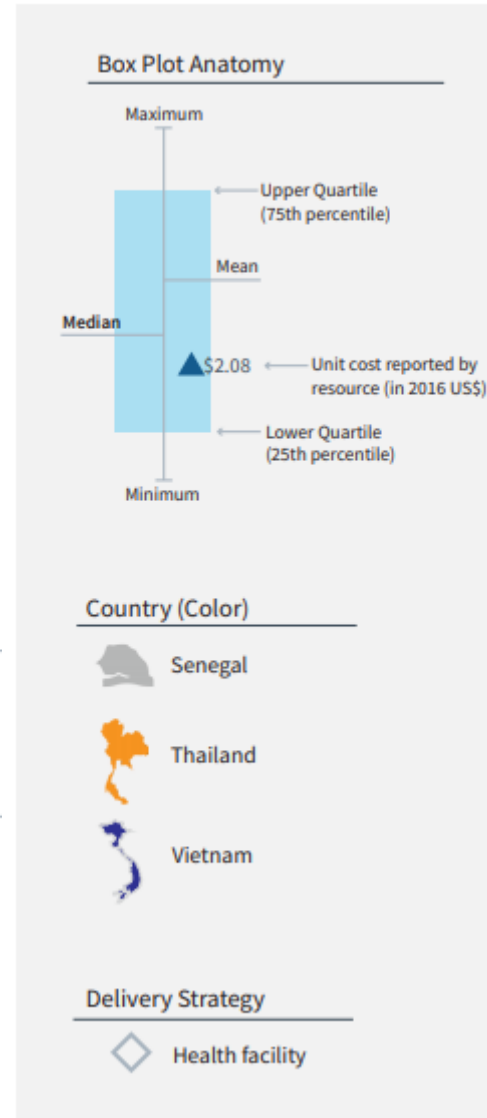 Box Plot Anatomy
Maximum
Upper Quartile
(75th percentile)
Mean
Median
$2.08
Unit cost reported by
resource (in 2016 US$)
Lower Quartile
(25th percentile)
Minimum
Country (Color)
Senegal
Thailand
Vietnam
Delivery Strategy
Health facility